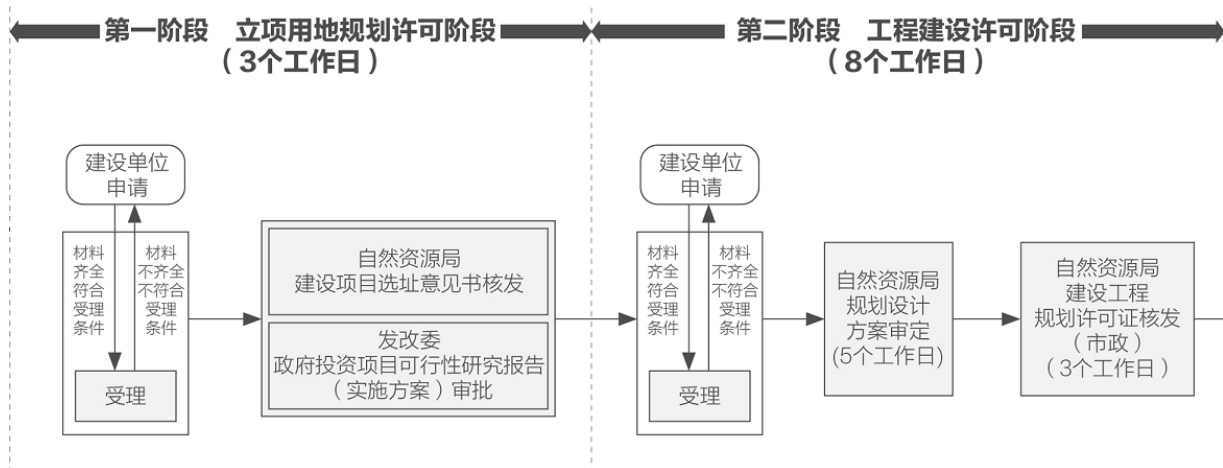 第一阶段 立项用地规划许可阶段
（3个工作日）
第二阶段 工程建设许可阶段
（8个工作日）
建设单位
申请
材料
齐全
符合
受理
条件
材料
不齐全
不符合
受理
条件
受理
自然资源局
建设项目选址意见书核发
发改委
政府投资项目可行性研究报告
（实施方案）审批
建设单位
申请
材料
齐全
符合
受理
条件
材料
不齐全
不符合
受理
条件
受理
自然资源局
规划设计
方案审定
(5个工作日)
自然资源局
建设工程
规划许可证核发
（市政）
（3个工作日）